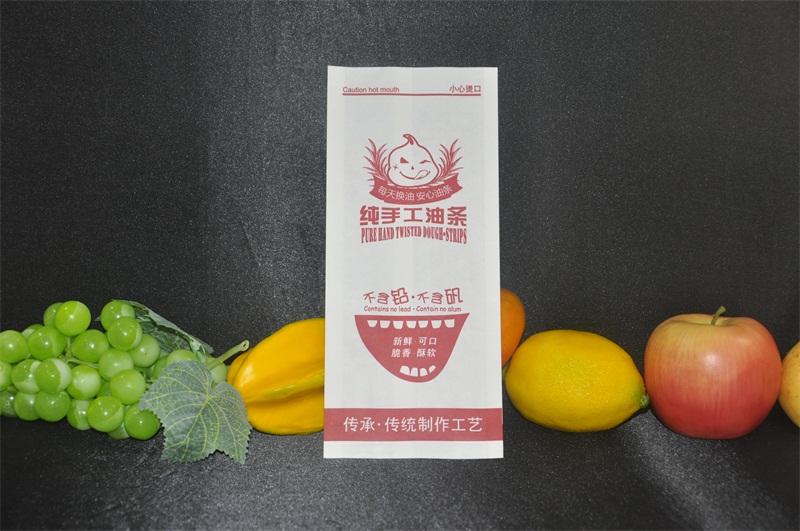 Caution hot mouth 小心烫口
每天换油 安心油条
纯手工油条
PURE HAND TWISTED DOUGH-STRIPS
不含铅·不含矾
Contains no lead · Contain no alum
新鲜·可口
脆香·酥软
传承·传统制作工艺